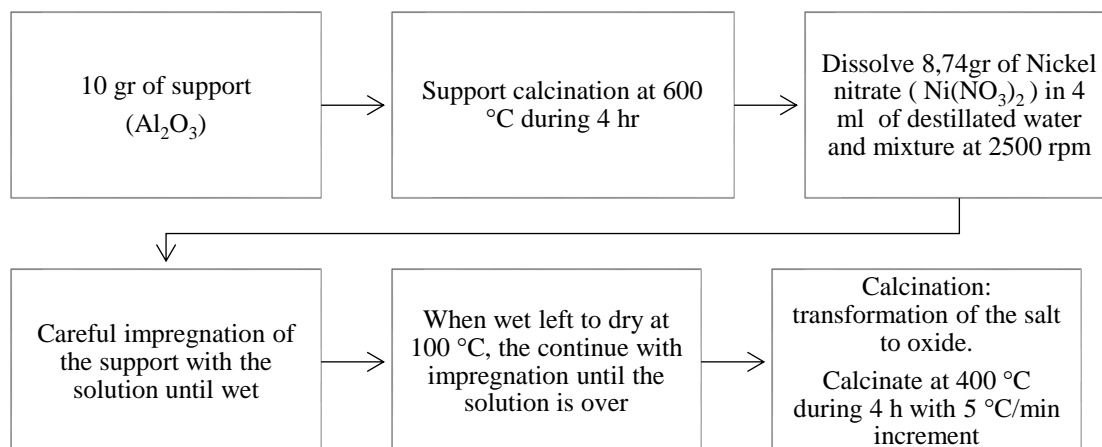 10 gr of support
(Al2O3)
Support calcination at 600
°C during 4 hr
Dissolve 8,74gr of Nickel
nitrate ( Ni(NO3)2 ) in 4
ml of destillated water
and mixture at 2500 rpm
Careful impregnation of
the support with the
solution until wet
When wet left to dry at
100 °C, the continue with
impregnation until the
solution is over
Calcination:
transformation of the salt
to oxide.
Calcinate at 400 °C
during 4 h with 5 °C/min
increment